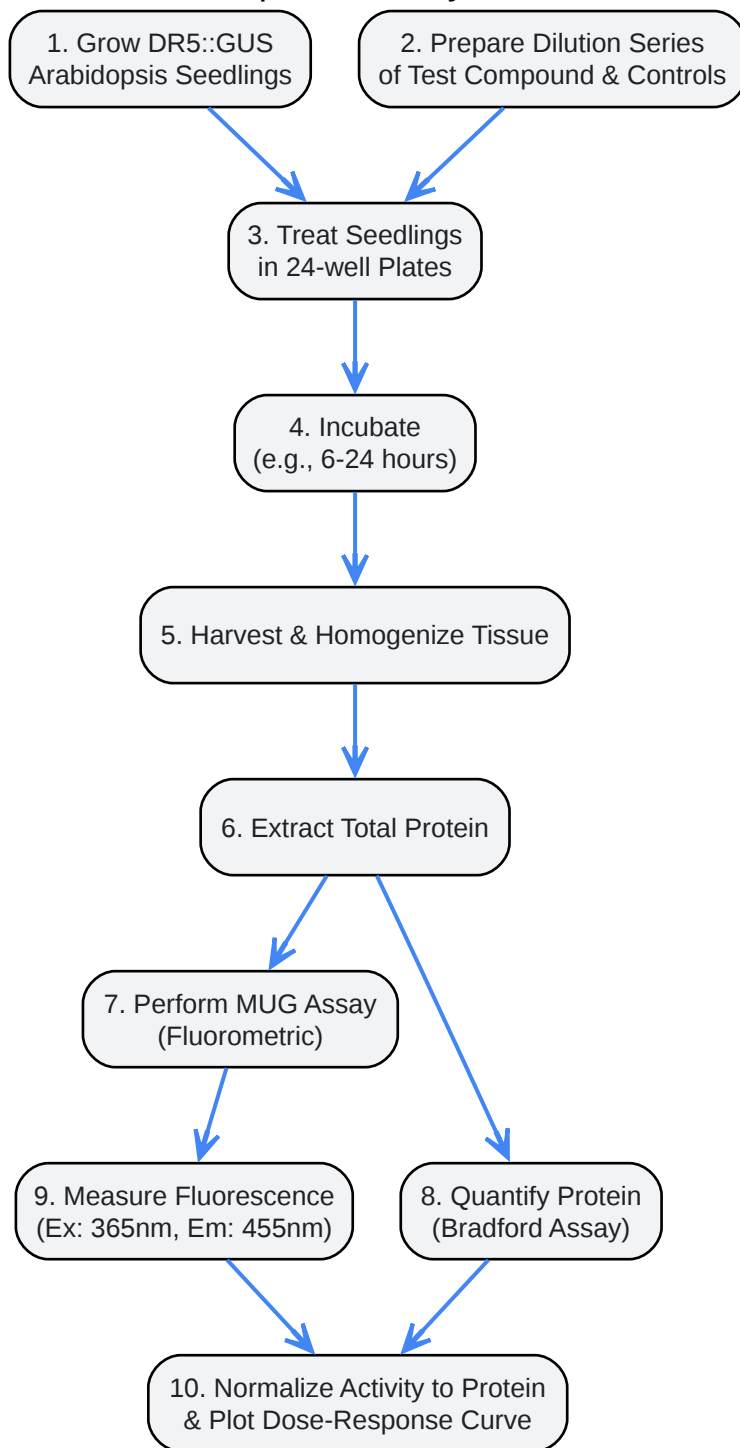 1. Grow DR5::GUS
Arabidopsis Seedlings
2. Prepare Dilution Series
of Test Compound & Controls
3. Treat Seedlings
in 24-well Plates
4. Incubate
(e.g., 6-24 hours)
5. Harvest & Homogenize Tissue
6. Extract Total Protein
7. Perform MUG Assay
(Fluorometric)
9. Measure Fluorescence
(Ex: 365nm, Em: 455nm)
8. Quantify Protein
(Bradford Assay)
10. Normalize Activity to Protein
& Plot Dose-Response Curve